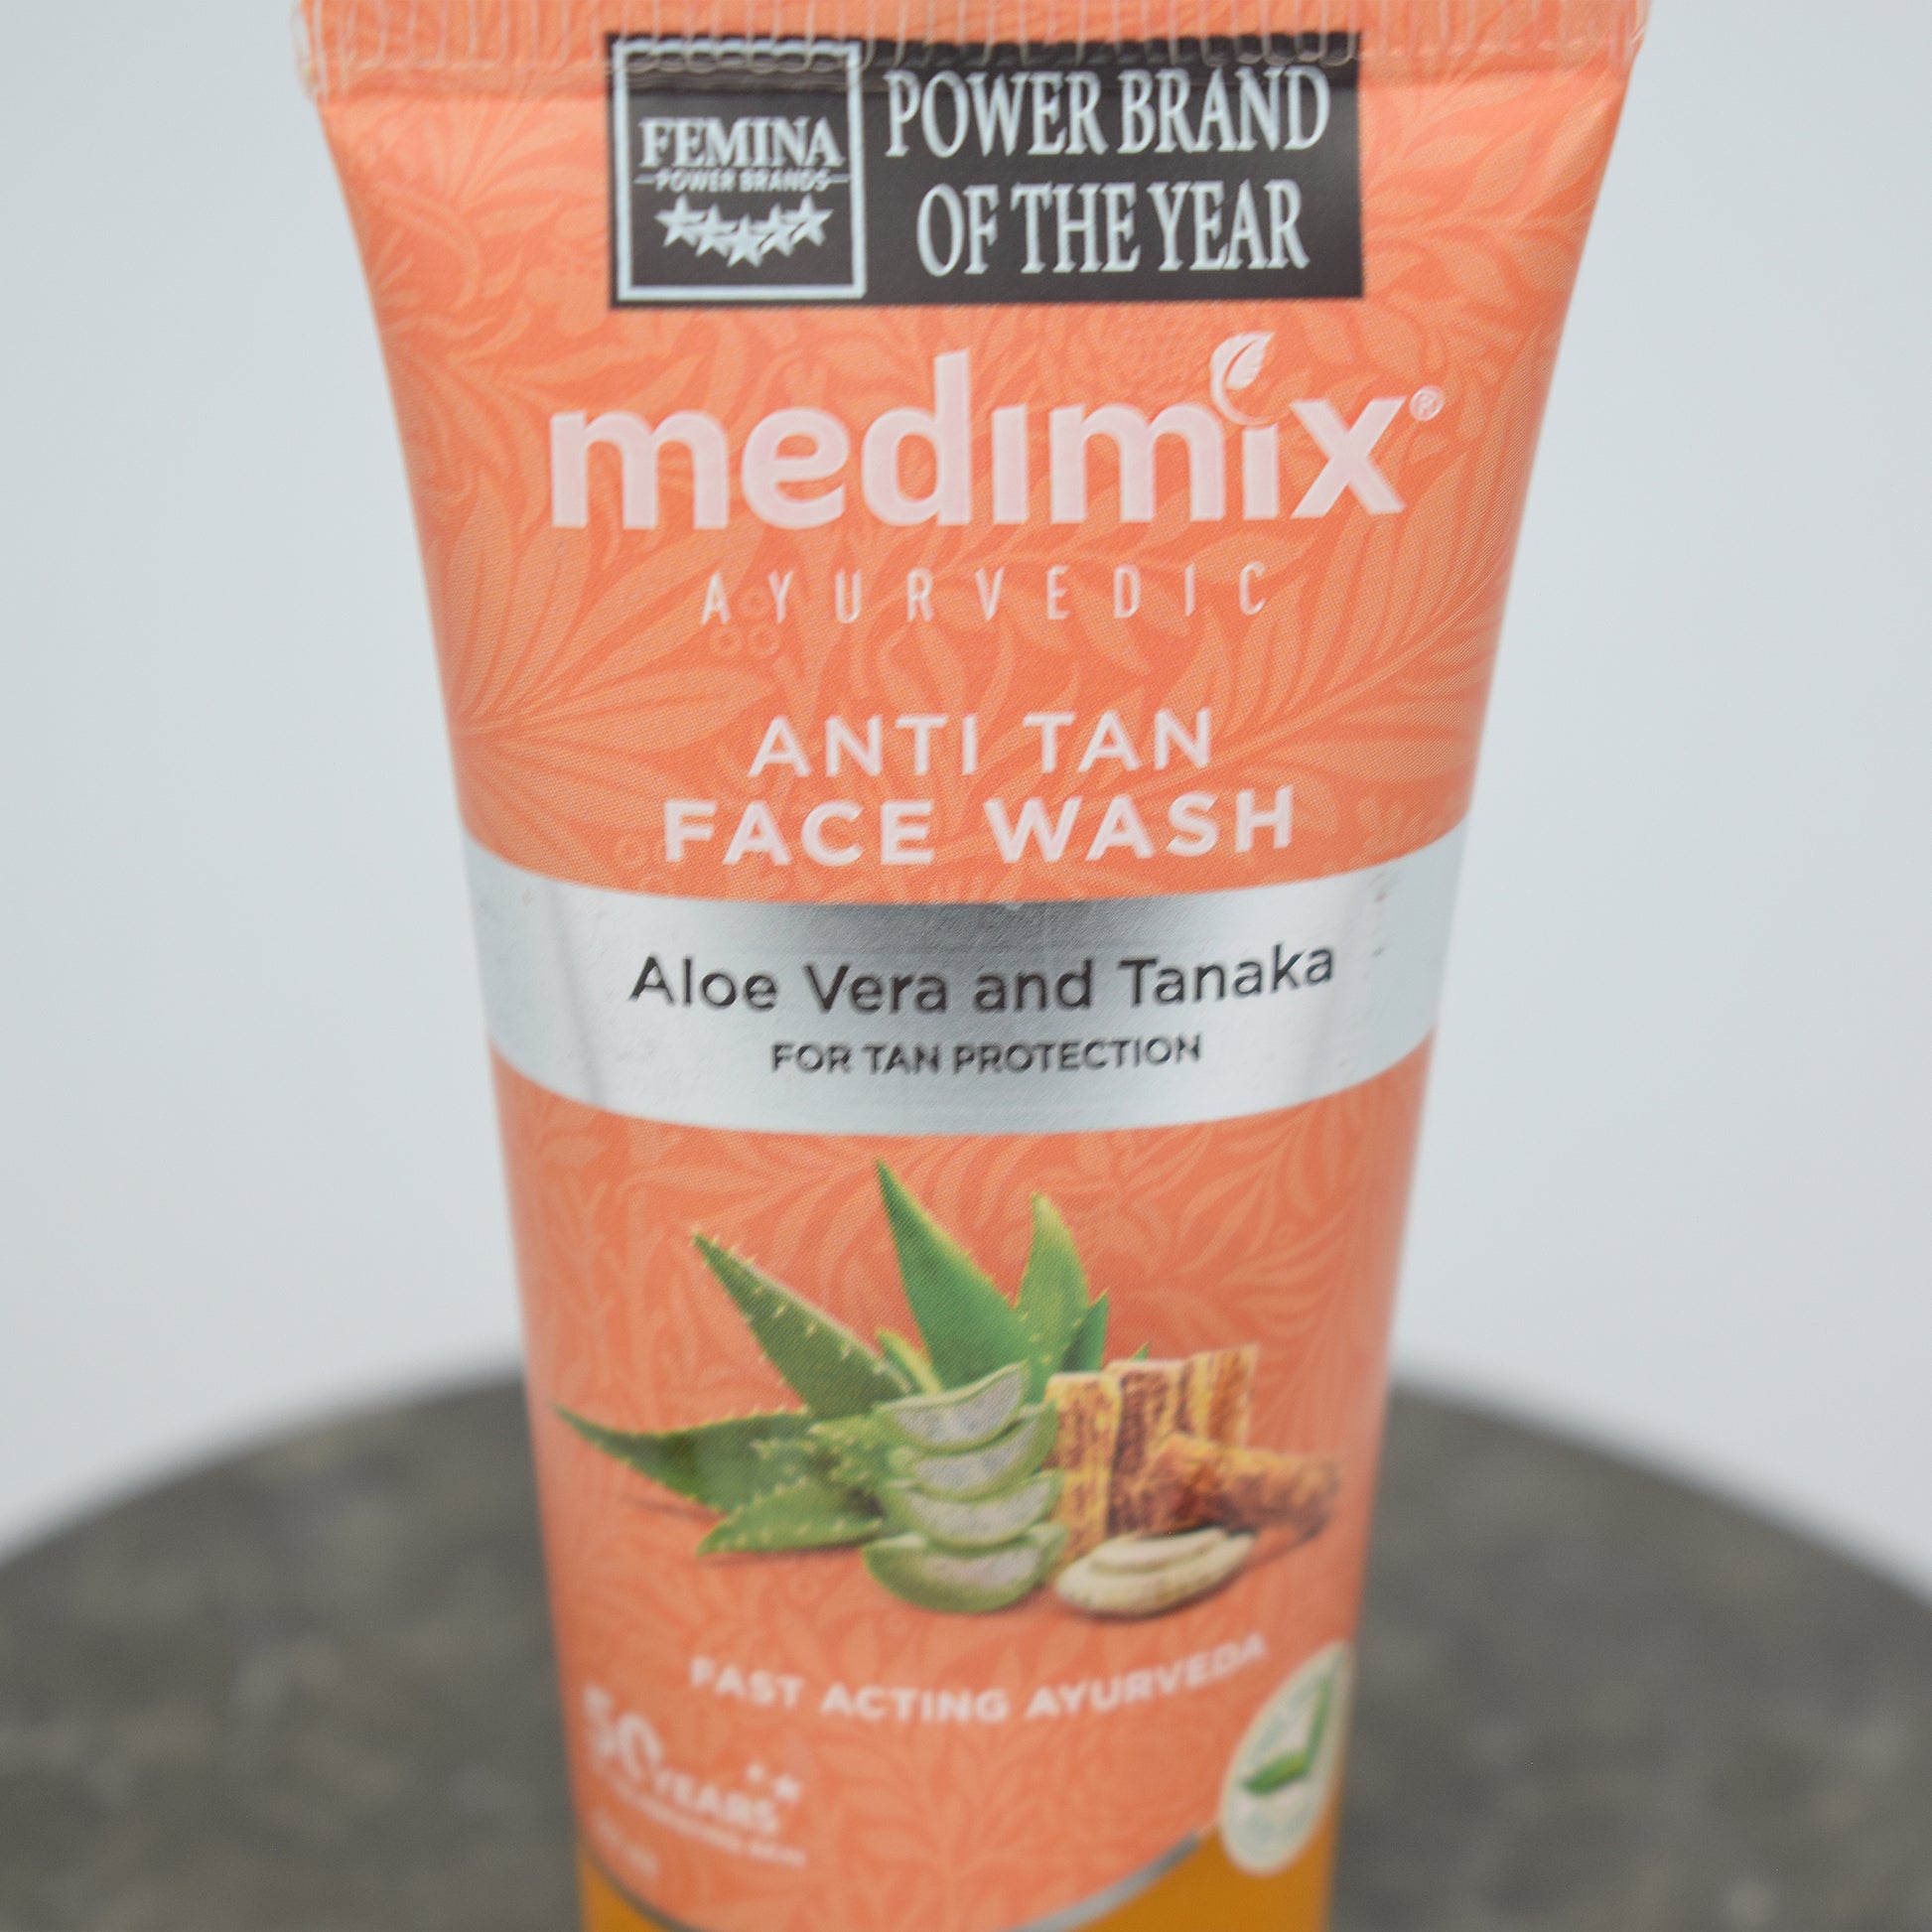 FEMINA
POWER BRANDS
POWER BRAND
OF THE YEAR
medimix®
AYURVEDIC
ANTI TAN
FACE WASH
Aloe Vera and Tanaka
FOR TAN PROTECTION
FAST ACTING AYURVEDA
50 YEARS